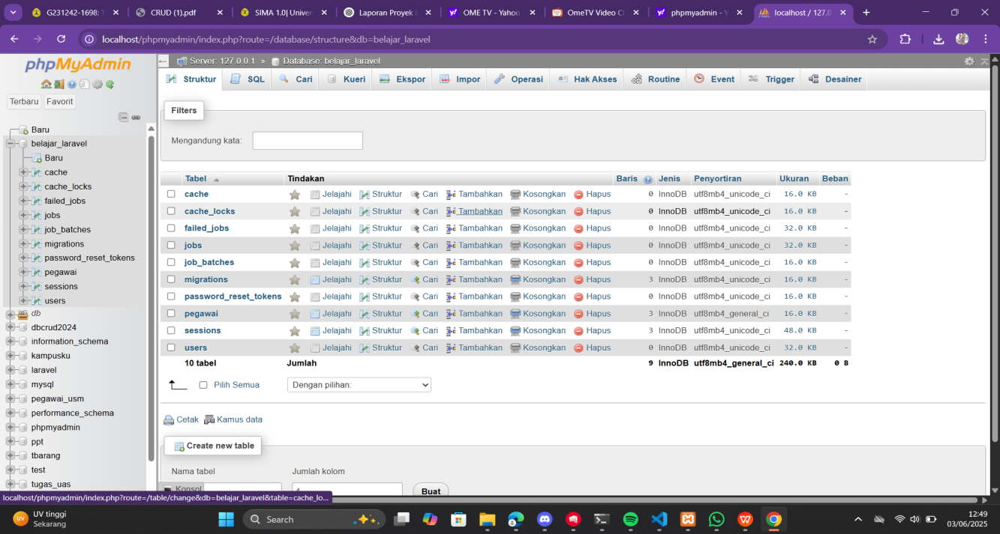 G231242-1698: T
CRUD (1).pdf
SIMA 1.0| Univer
Laporan Proyek
OME TV - Yahoo
OmeTV Video C
phpmyadmin - Y
localhost / 127.0
localhost/phpmyadmin/index.php?route=/database/structure&db=belajar_laravel
phpMyAdmin
Terbaru Favorit
Baru
belajar_laravel
Baru
cache
cache_locks
failed_jobs
jobs
job_batches
migrations
password_reset_tokens
pegawai
sessions
users
db
dbcrud2024
information_schema
kampusku
laravel
mysql
pegawai_usm
performance_schema
phpmyadmin
ppt
tbarang
test
tugas_uas
Server: 127.0.0.1 » Database: belajar_laravel
Struktur SQL Cari Kueri Ekspor Impor Operasi Hak Akses Routine Event Trigger Desainer
Filters
Mengandung kata:
Tabel Tindakan Baris Jenis Penyortiran Ukuran Beban
cache Jelajahi Struktur Cari Tambahkan Kosongkan Hapus 0 InnoDB utf8mb4_unicode_ci 16.0 KB -
cache_locks Jelajahi Struktur Cari Tambahkan Kosongkan Hapus 0 InnoDB utf8mb4_unicode_ci 16.0 KB -
failed_jobs Jelajahi Struktur Cari Tambahkan Kosongkan Hapus 0 InnoDB utf8mb4_unicode_ci 32.0 KB -
jobs Jelajahi Struktur Cari Tambahkan Kosongkan Hapus 0 InnoDB utf8mb4_unicode_ci 32.0 KB -
job_batches Jelajahi Struktur Cari Tambahkan Kosongkan Hapus 0 InnoDB utf8mb4_unicode_ci 16.0 KB -
migrations Jelajahi Struktur Cari Tambahkan Kosongkan Hapus 3 InnoDB utf8mb4_unicode_ci 16.0 KB -
password_reset_tokens Jelajahi Struktur Cari Tambahkan Kosongkan Hapus 0 InnoDB utf8mb4_unicode_ci 16.0 KB -
pegawai Jelajahi Struktur Cari Tambahkan Kosongkan Hapus 3 InnoDB utf8mb4_general_ci 16.0 KB -
sessions Jelajahi Struktur Cari Tambahkan Kosongkan Hapus 3 InnoDB utf8mb4_unicode_ci 48.0 KB -
users Jelajahi Struktur Cari Tambahkan Kosongkan Hapus 0 InnoDB utf8mb4_unicode_ci 32.0 KB -
10 tabel Jumlah 9 InnoDB utf8mb4_general_ci 240.0 KB 0 B
Pilih Semua Dengan pilihan:
Cetak Kamus data
Create new table
Nama tabel Jumlah kolom
Konsol 4 Buat
localhost/phpmyadmin/index.php?route=/table/change&db=belajar_laravel&table=cache_lo...
UV UV tinggi
Sekarang
Search
12:49
03/06/2025